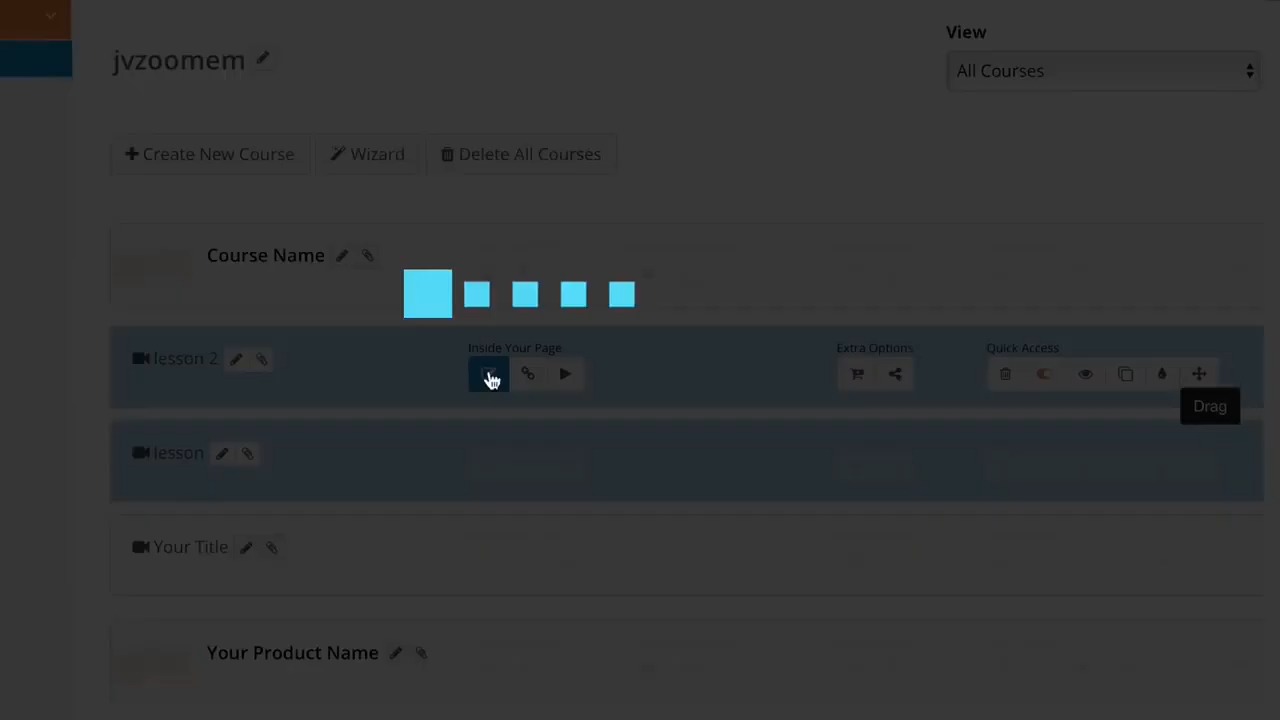 View
jvzoomem
All Courses
Create New Course
Wizard
Delete All Courses
Course Name
lesson 2
Inside Your Page
Extra Options
Quick Access
Drag
lesson
Your Title
Your Product Name